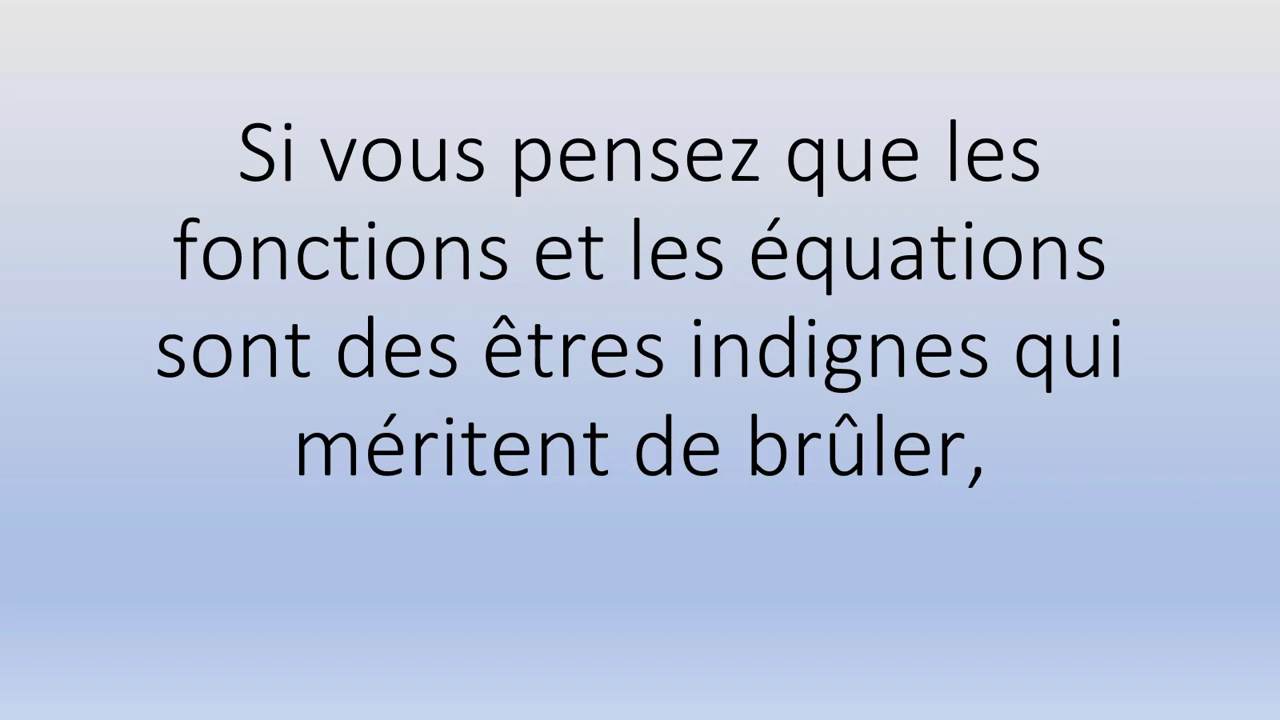 Si vous pensez que les
fonctions et les équations
sont des êtres indignes qui
méritent de brûler,